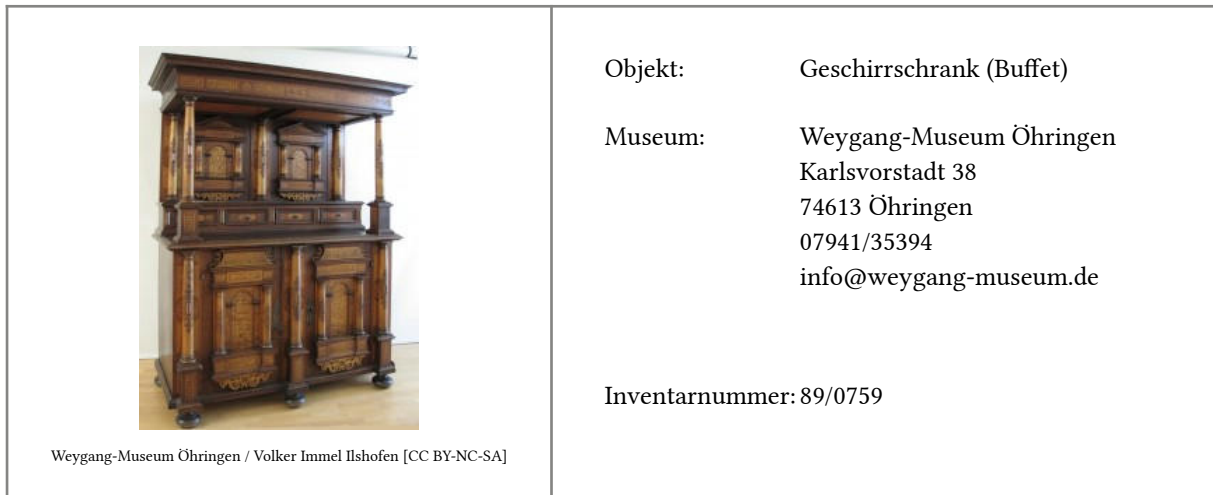 Weygang-Museum Öhringen / Volker Immel Ilshofen [CC BY-NC-SA]
Objekt: Geschirrschrank (Buffet)
Museum: Weygang-Museum Öhringen
Karlsvorstadt 38
74613 Öhringen
07941/35394
info@weygang-museum.de
Inventarnummer: 89/0759